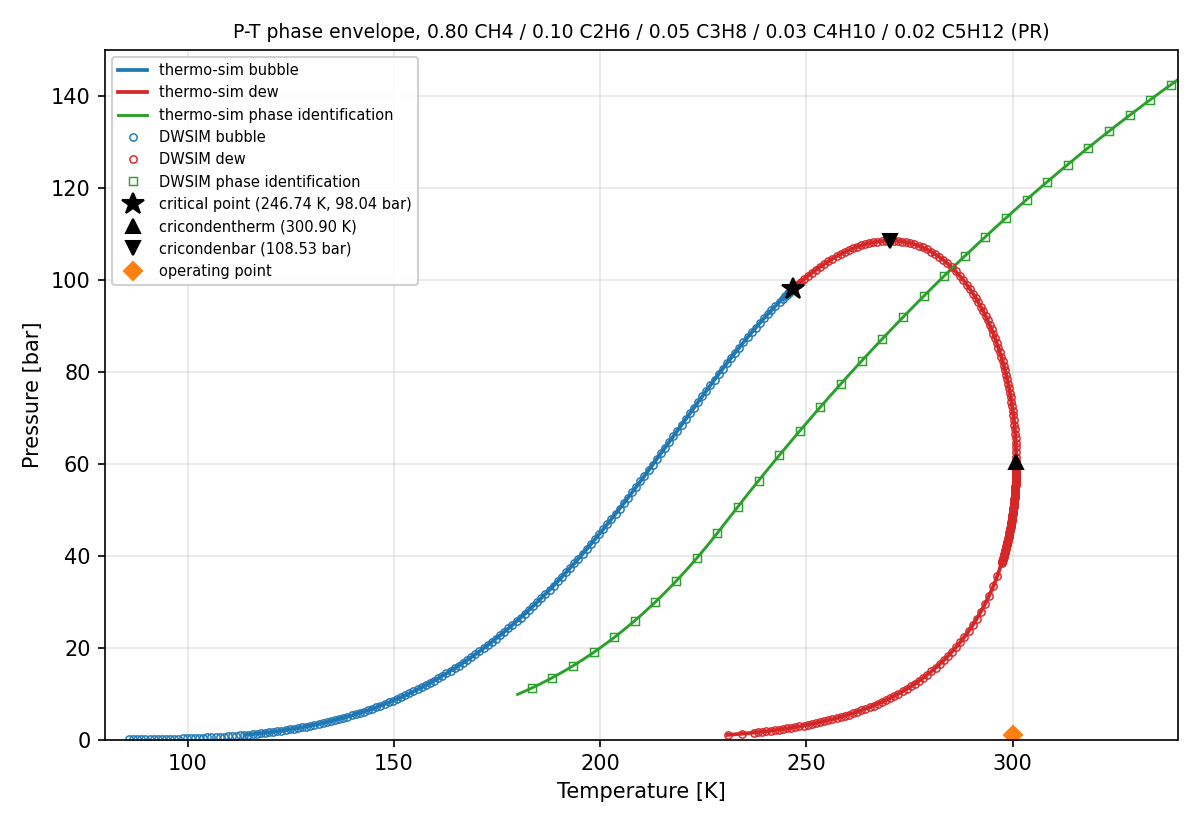 P-T phase envelope, 0.80 CH4 / 0.10 C2H6 / 0.05 C3H8 / 0.03 C4H10 / 0.02 C5H12 (PR)
thermo-sim bubble
thermo-sim dew
thermo-sim phase identification
DWSIM bubble
DWSIM dew
DWSIM phase identification
critical point (246.74 K, 98.04 bar)
cricondentherm (300.90 K)
cricondenbar (108.53 bar)
operating point
Pressure [bar]
140
120
100
80
60
40
20
0
100 150 200 250 300
Temperature [K]